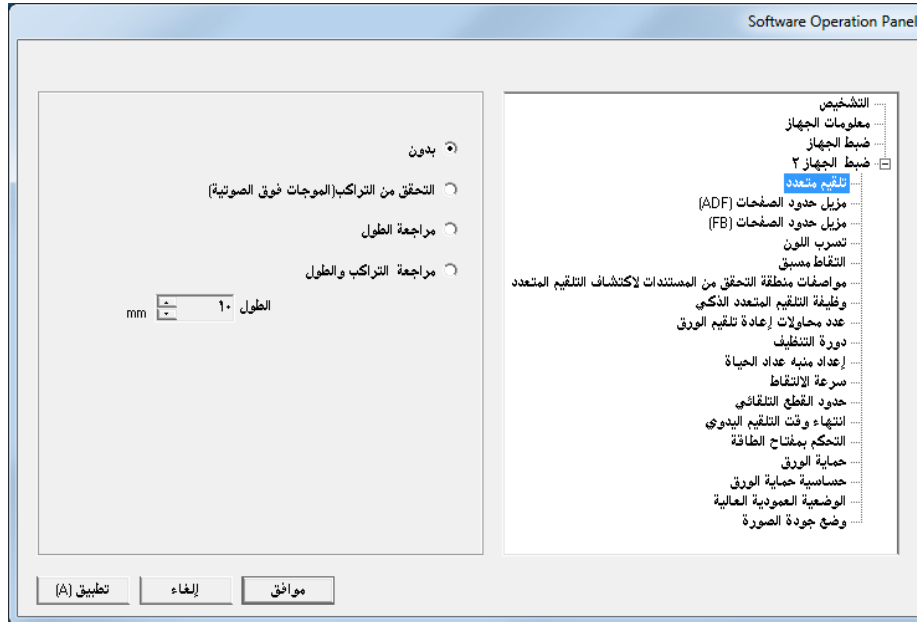 Software Operation Panel
التشخيص
معلومات الجهاز
ضبط الجهاز
ضبط الجهاز ٢
تلقيم متعدد
مزيل حدود الصفحات (ADF)
مزيل حدود الصفحات (FB)
تسرب اللون
التقاط مسبق
مواصفات منطقة التحقق من المستندات لاكتشاف التلقيم المتعدد
وظيفة التلقيم المتعدد الذكي
عدد محاولات إعادة تلقيم الورق
دورة التنظيف
إعداد منبه عداد الحياة
سرعة الالتقاط
حدود القطع التلقائي
انتهاء وقت التلقيم اليدوي
التحكم بمفتاح الطاقة
حماية الورق
حساسية حماية الورق
الوضعية العمودية العالية
وضع جودة الصورة
بدون
التحقق من التراكب(الموجات فوق الصوتية)
مراجعة الطول
مراجعة التراكب والطول
الطول ١٠ mm
موافق
إلغاء
تطبيق (A)